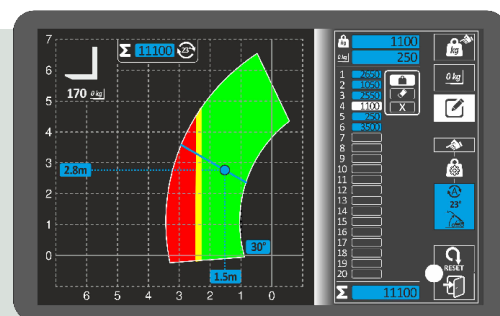 7
6
5
4
3
2
1
0
6 5 4 3 2 1 0
Σ 11100 23°
170 0 kg
2.8m
30°
1.5m
kg 1100
0 kg 250
1 2650
2 1050
3 2550
4 1100
5 250
6 3500
7
8
9
10
11
12
13
14
15
16
17
18
19
20
X
Σ 11100
kg
0 kg
A
23°
RESET